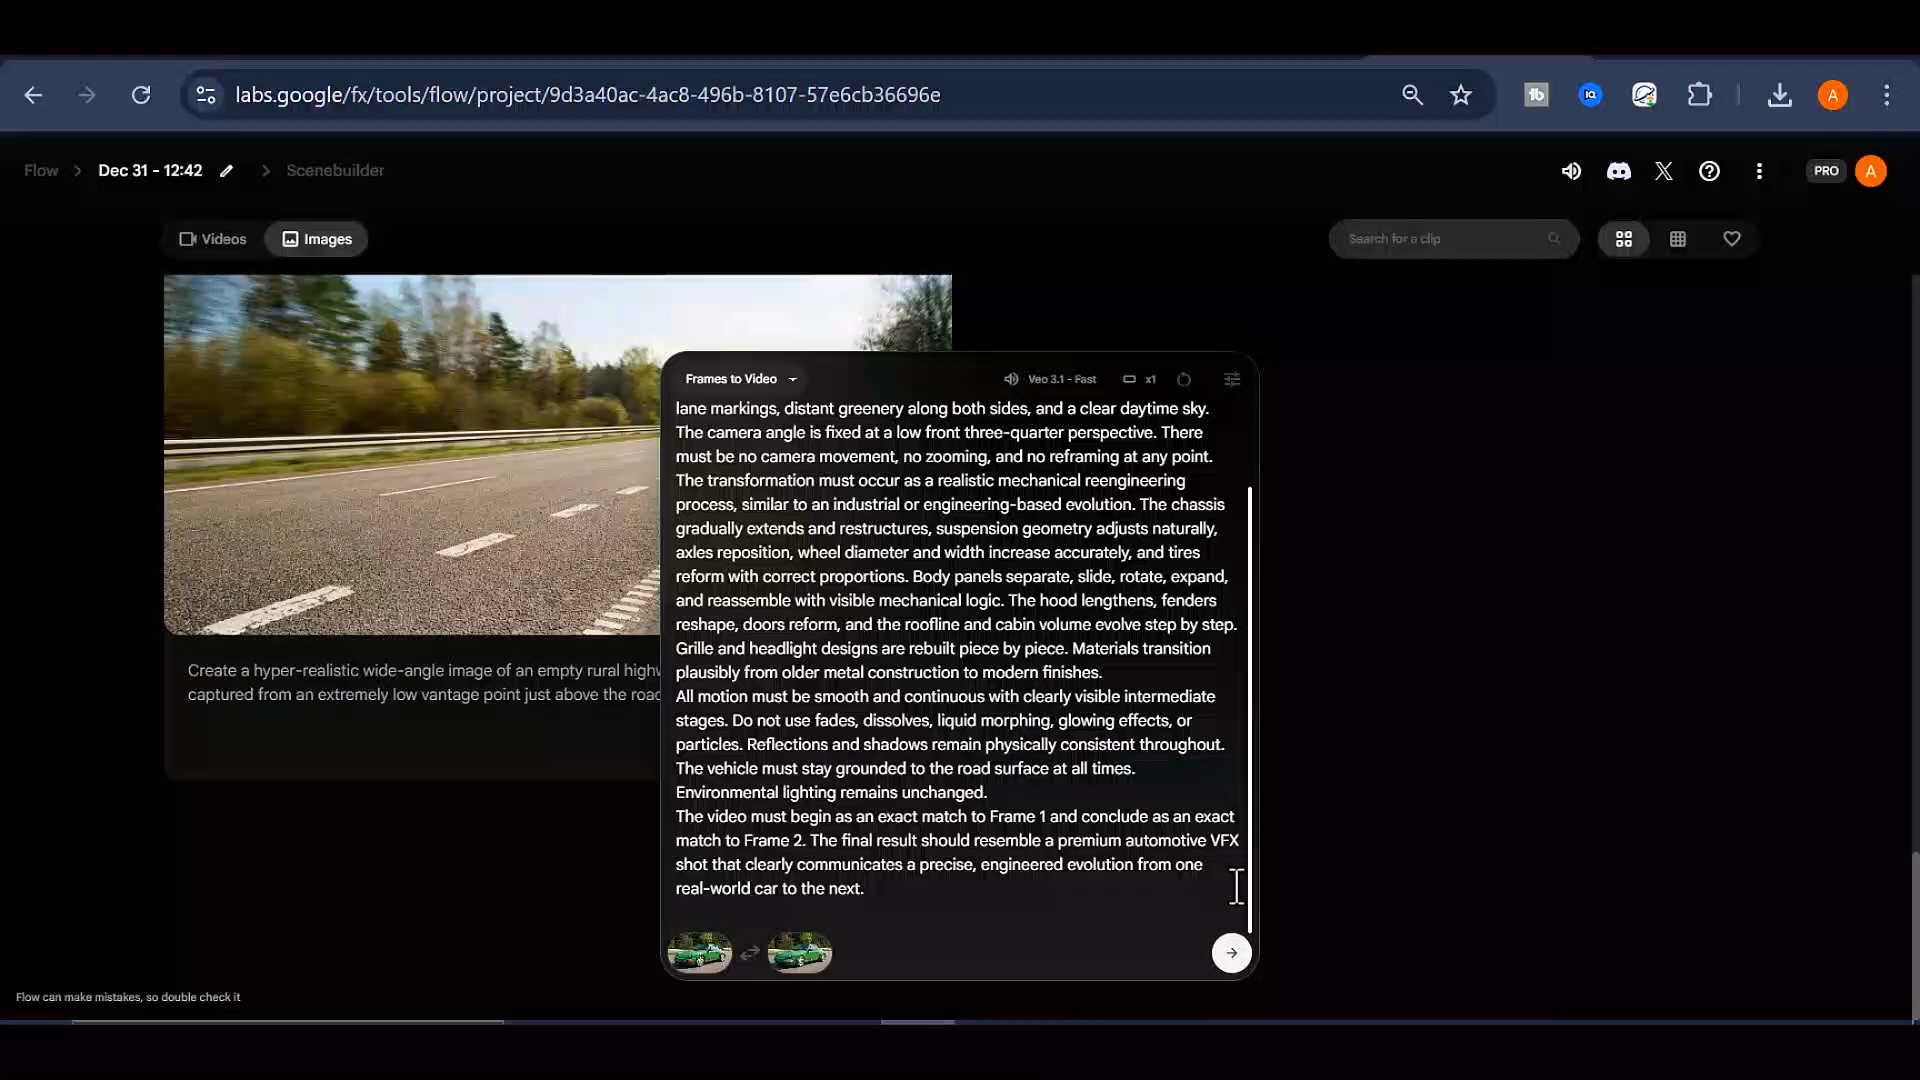 labs.google/fx/tools/flow/project/9d3a40ac-4ac8-496b-8107-57e6cb36696e
tb
IQ
A
Flow
Dec 31 - 12:42
Scenebuilder
PRO
A
Videos
Images
Search for a clip
Frames to Video
Veo 3.1 - Fast
x1
lane markings, distant greenery along both sides, and a clear daytime sky.
The camera angle is fixed at a low front three-quarter perspective. There
must be no camera movement, no zooming, and no reframing at any point.
The transformation must occur as a realistic mechanical reengineering
process, similar to an industrial or engineering-based evolution. The chassis
gradually extends and restructures, suspension geometry adjusts naturally,
axles reposition, wheel diameter and width increase accurately, and tires
reform with correct proportions. Body panels separate, slide, rotate, expand,
and reassemble with visible mechanical logic. The hood lengthens, fenders
reshape, doors reform, and the roofline and cabin volume evolve step by step.
Grille and headlight designs are rebuilt piece by piece. Materials transition
plausibly from older metal construction to modern finishes.
All motion must be smooth and continuous with clearly visible intermediate
stages. Do not use fades, dissolves, liquid morphing, glowing effects, or
particles. Reflections and shadows remain physically consistent throughout.
The vehicle must stay grounded to the road surface at all times.
Environmental lighting remains unchanged.
The video must begin as an exact match to Frame 1 and conclude as an exact
match to Frame 2. The final result should resemble a premium automotive VFX
shot that clearly communicates a precise, engineered evolution from one
real-world car to the next.
Create a hyper-realistic wide-angle image of an empty rural
captured from an extremely low vantage point just above the
Flow can make mistakes, so double check it